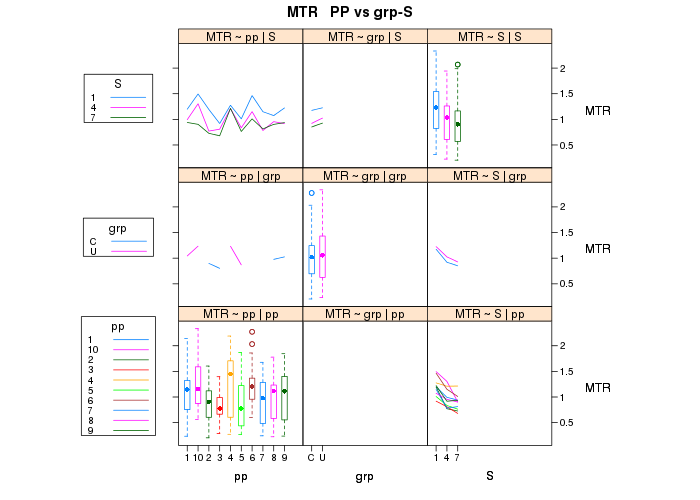 MTR PP vs grp-S
MTR ~ pp | S
MTR ~ grp | S
MTR ~ S | S
S
1
4
7
2
1.5
1
0.5
MTR
MTR ~ pp | grp
MTR ~ grp | grp
MTR ~ S | grp
grp
C
U
2
1.5
1
0.5
MTR
MTR ~ pp | pp
MTR ~ grp | pp
MTR ~ S | pp
pp
1
10
2
3
4
5
6
7
8
9
2
1.5
1
0.5
MTR
1 10 2 3 4 5 6 7 8 9
C U
1 4 7
pp
grp
S